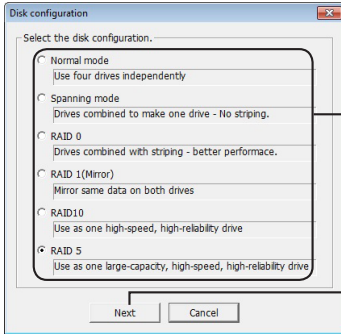 Disk configuration
Select the disk configuration.
Normal mode
Use four drives independently
Spanning mode
Drives combined to make one drive - No striping.
RAID 0
Drives combined with striping - better performace.
RAID 1(Mirror)
Mirror same data on both drives
RAID10
Use as one high-speed, high-reliability drive
RAID 5
Use as one large-capacity, high-speed, high-reliability drive
Next
Cancel